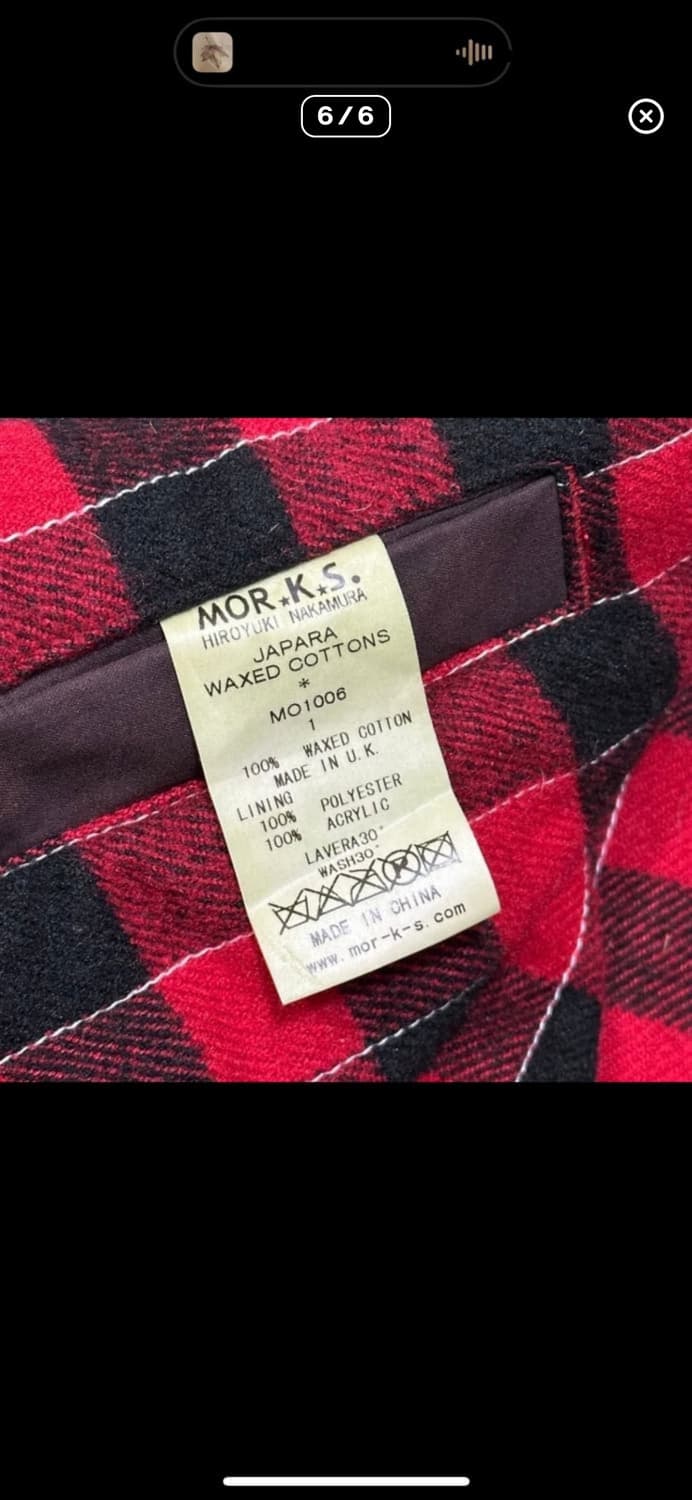 6/6
MOR★K★S.
HIROYUKI NAKAMURA
JAPARA
WAXED COTTONS
*
MO1006
1
100% WAXED COTTON
MADE IN U.K.
LINING
100% POLYESTER
100% ACRYLIC
LAVERA30°
WASH30°
MADE IN CHINA
www.mor-k-s.com